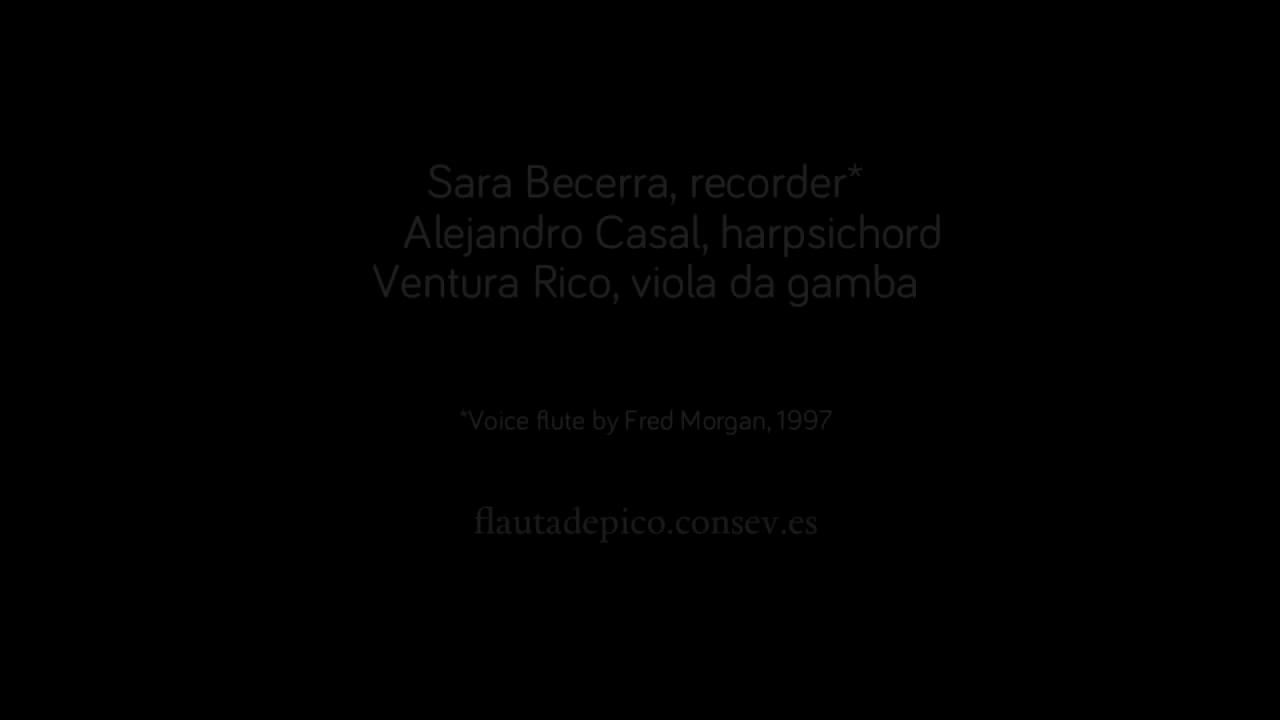 Sara Becerra, recorder*
Alejandro Casal, harpsichord
Ventura Rico, viola da gamba
*Voice flute by Fred Morgan, 1997
flautadepico.consev.es